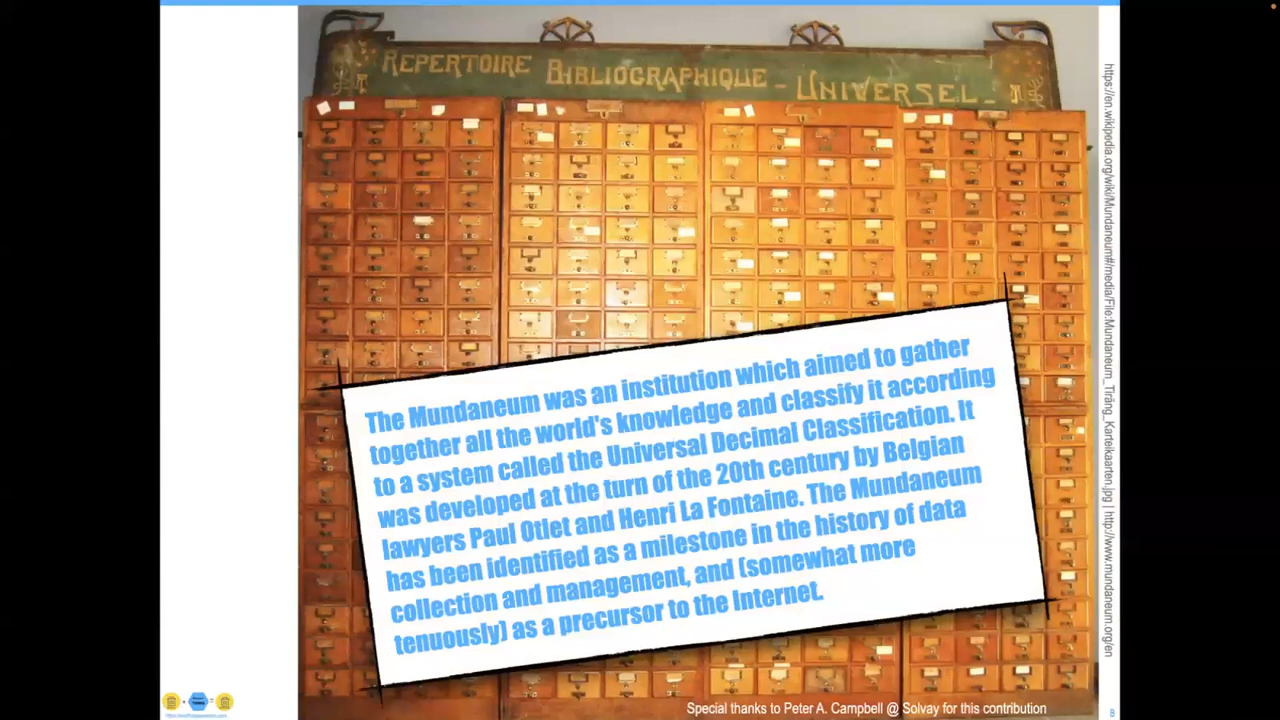 REPERTOIRE BIBLIOGRAPHIQUE - UNIVERSEL -
The Mundaneum was an institution which aimed to gather
together all the world's knowledge and classify it according
to a system called the Universal Decimal Classification. It
was developed at the turn of the 20th century by Belgian
lawyers Paul Otlet and Henri La Fontaine. The Mundaneum
has been identified as a milestone in the history of data
collection and management, and (somewhat more
tenuously) as a precursor to the Internet.
https://en.wikipedia.org/wiki/Mundaneum#/media/File:Mundaneum_Tiräng_Karteikaarten.jpg | http://www.mundaneum.org/en
Special thanks to Peter A. Campbell @ Solvay for this contribution